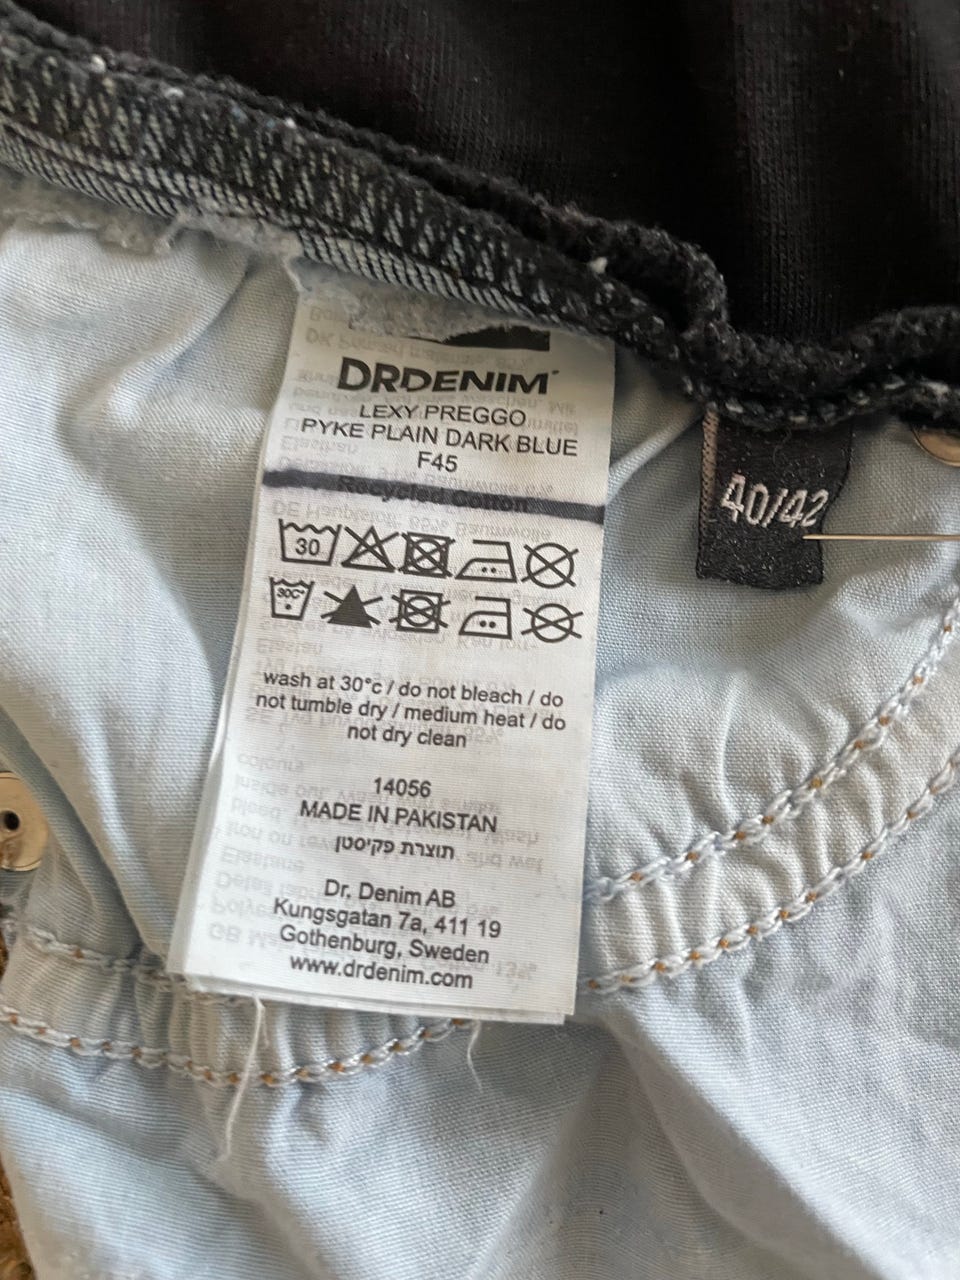 DRDENIM
LEXY PREGGO
PYKE PLAIN DARK BLUE
F45
Recycled Cotton
30
30C°
wash at 30°c / do not bleach / do
not tumble dry / medium heat / do
not dry clean
14056
MADE IN PAKISTAN
תוצרת פקיסטן
Dr. Denim AB
Kungsgatan 7a, 411 19
Gothenburg, Sweden
www.drdenim.com
40/42